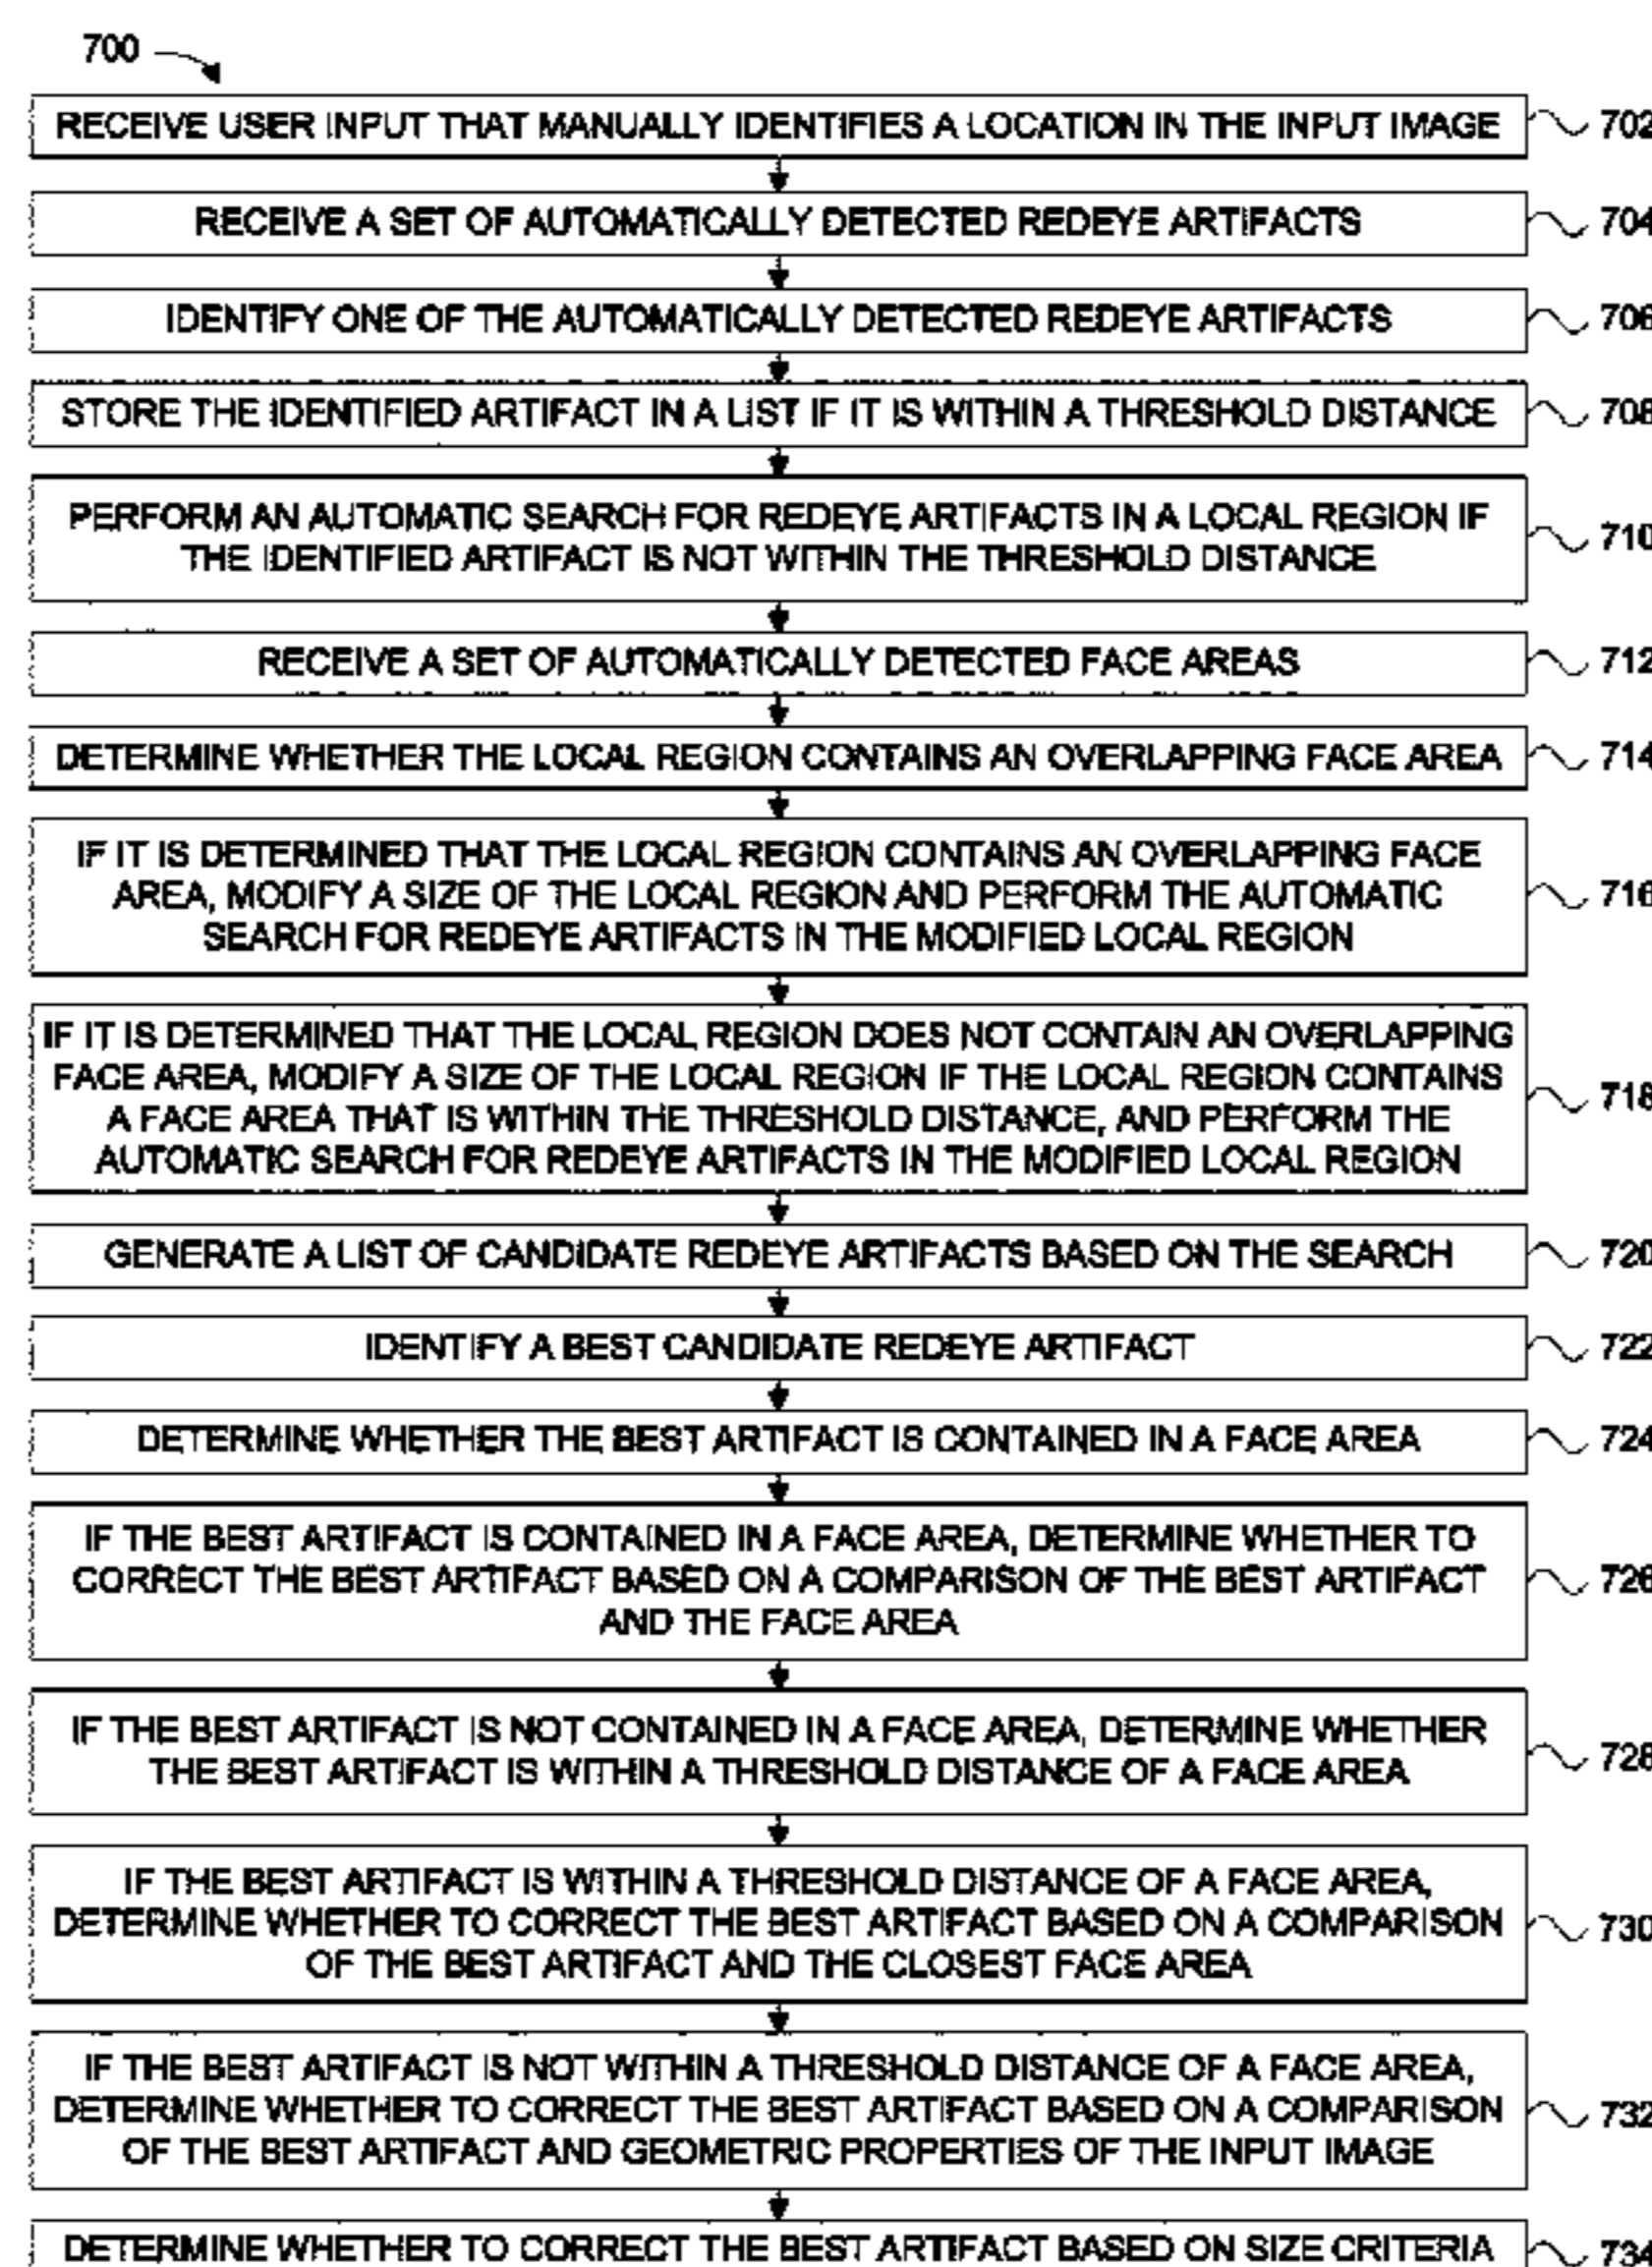 700
RECEIVE USER INPUT THAT MANUALLY IDENTIFIES A LOCATION IN THE INPUT IMAGE
702
RECEIVE A SET OF AUTOMATICALLY DETECTED REDEYE ARTIFACTS
704
IDENTIFY ONE OF THE AUTOMATICALLY DETECTED REDEYE ARTIFACTS
706
STORE THE IDENTIFIED ARTIFACT IN A LIST IF IT IS WITHIN A THRESHOLD DISTANCE
708
PERFORM AN AUTOMATIC SEARCH FOR REDEYE ARTIFACTS IN A LOCAL REGION IF
THE IDENTIFIED ARTIFACT IS NOT WITHIN THE THRESHOLD DISTANCE
710
RECEIVE A SET OF AUTOMATICALLY DETECTED FACE AREAS
712
DETERMINE WHETHER THE LOCAL REGION CONTAINS AN OVERLAPPING FACE AREA
714
IF IT IS DETERMINED THAT THE LOCAL REGION CONTAINS AN OVERLAPPING FACE
AREA, MODIFY A SIZE OF THE LOCAL REGION AND PERFORM THE AUTOMATIC
SEARCH FOR REDEYE ARTIFACTS IN THE MODIFIED LOCAL REGION
716
IF IT IS DETERMINED THAT THE LOCAL REGION DOES NOT CONTAIN AN OVERLAPPING
FACE AREA, MODIFY A SIZE OF THE LOCAL REGION IF THE LOCAL REGION CONTAINS
A FACE AREA THAT IS WITHIN THE THRESHOLD DISTANCE, AND PERFORM THE
AUTOMATIC SEARCH FOR REDEYE ARTIFACTS IN THE MODIFIED LOCAL REGION
718
GENERATE A LIST OF CANDIDATE REDEYE ARTIFACTS BASED ON THE SEARCH
720
IDENTIFY A BEST CANDIDATE REDEYE ARTIFACT
722
DETERMINE WHETHER THE BEST ARTIFACT IS CONTAINED IN A FACE AREA
724
IF THE BEST ARTIFACT IS CONTAINED IN A FACE AREA, DETERMINE WHETHER TO
CORRECT THE BEST ARTIFACT BASED ON A COMPARISON OF THE BEST ARTIFACT
AND THE FACE AREA
726
IF THE BEST ARTIFACT IS NOT CONTAINED IN A FACE AREA, DETERMINE WHETHER
THE BEST ARTIFACT IS WITHIN A THRESHOLD DISTANCE OF A FACE AREA
728
IF THE BEST ARTIFACT IS WITHIN A THRESHOLD DISTANCE OF A FACE AREA,
DETERMINE WHETHER TO CORRECT THE BEST ARTIFACT BASED ON A COMPARISON
OF THE BEST ARTIFACT AND THE CLOSEST FACE AREA
730
IF THE BEST ARTIFACT IS NOT WITHIN A THRESHOLD DISTANCE OF A FACE AREA,
DETERMINE WHETHER TO CORRECT THE BEST ARTIFACT BASED ON A COMPARISON
OF THE BEST ARTIFACT AND GEOMETRIC PROPERTIES OF THE INPUT IMAGE
732
DETERMINE WHETHER TO CORRECT THE BEST ARTIFACT BASED ON SIZE CRITERIA
734